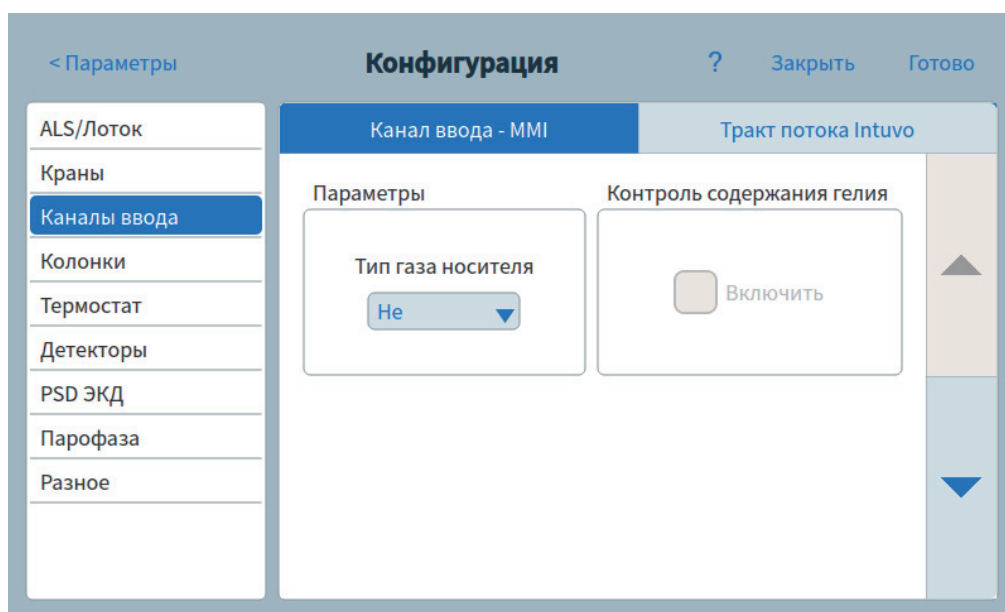 < Параметры
Конфигурация
?
Закрыть
Готово
ALS/Лоток
Краны
Каналы ввода
Колонки
Термостат
Детекторы
PSD ЭКД
Парофаза
Разное
Канал ввода - MMI
Тракт потока Intuvo
Параметры
Тип газа носителя
Не
Контроль содержания гелия
Включить